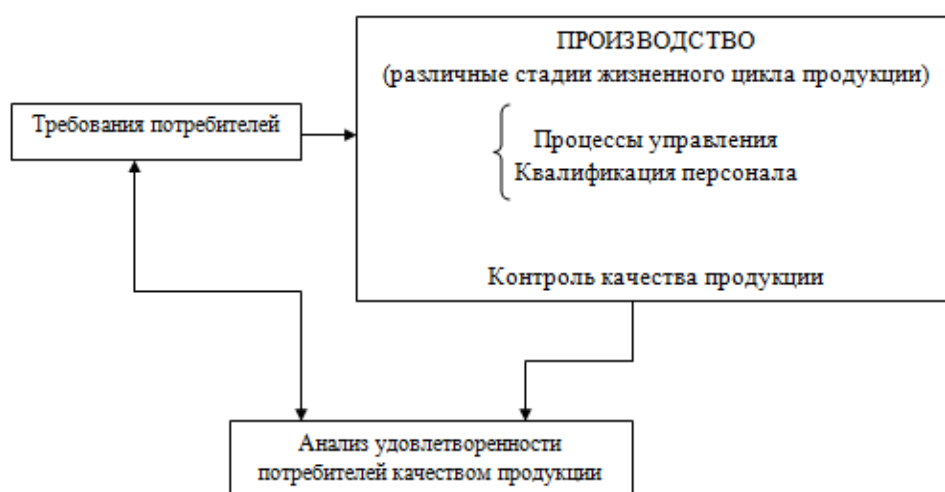 ПРОИЗВОДСТВО
(различные стадии жизненного цикла продукции)
Требования потребителей
Процессы управления
Квалификация персонала
Контроль качества продукции
Анализ удовлетворенности
потребителей качеством продукции